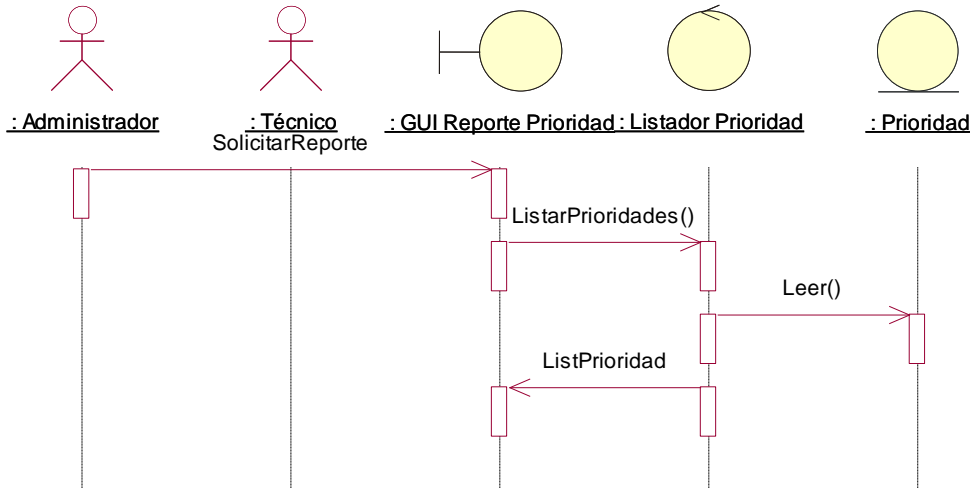 : Administrador
: Técnico
: GUI Reporte Prioridad
: Listador Prioridad
: Prioridad
SolicitarReporte
ListarPrioridades()
Leer()
ListPrioridad